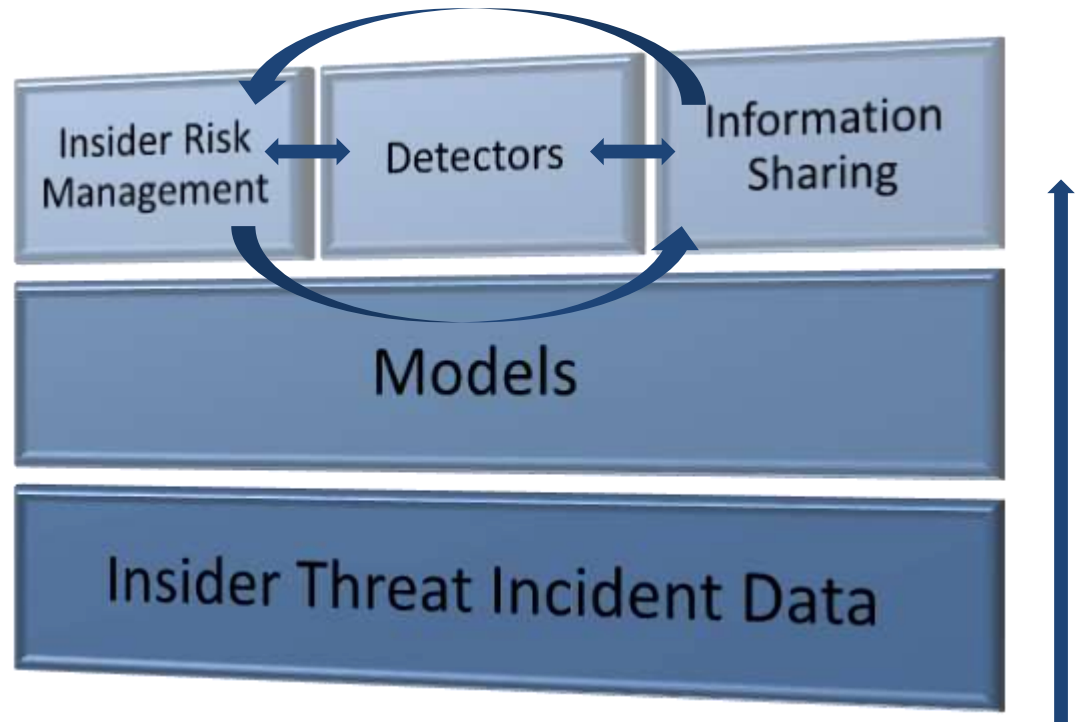 Insider Risk
Management
Detectors
Information
Sharing
Models
Insider Threat Incident Data